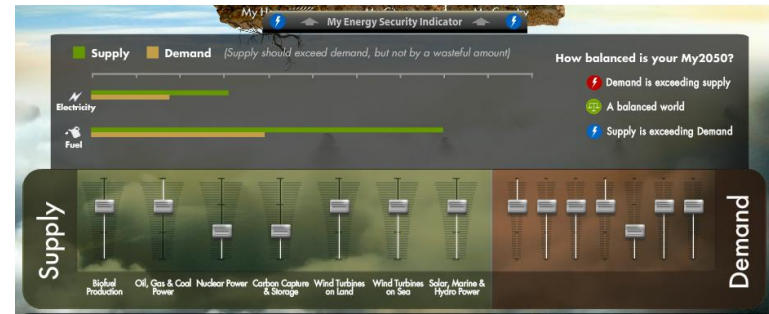 My Energy Security Indicator
Supply Demand (Supply should exceed demand, but not by a wasteful amount)
How balanced is your My2050?
Demand is exceeding supply
A balanced world
Supply is exceeding Demand
Electricity
Fuel
Supply
Biofuel
Production
Oil, Gas & Coal
Power
Nuclear Power
Carbon Capture
& Storage
Wind Turbines
on Land
Wind Turbines
on Sea
Solar, Marine &
Hydro Power
Demand